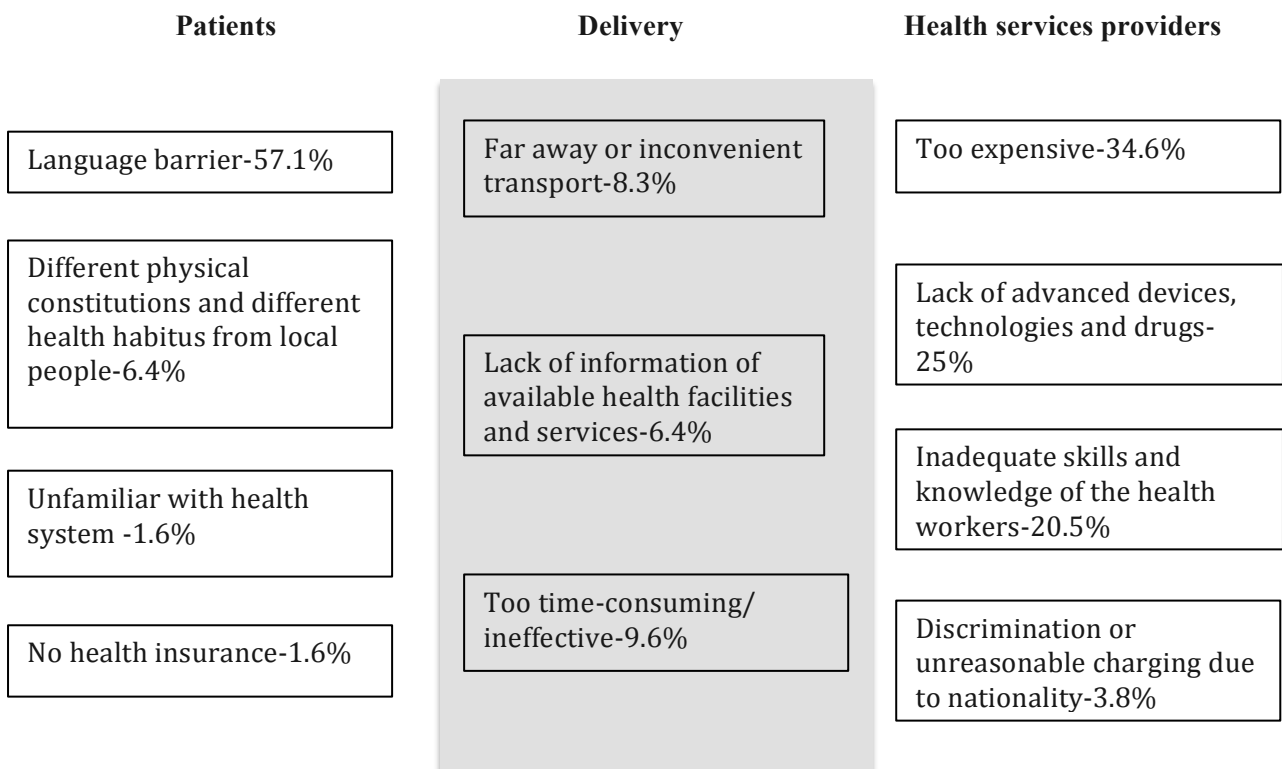 Patients
Delivery
Health services providers
Language barrier-57.1%
Different physical
constitutions and different
health habitus from local
people-6.4%
Unfamiliar with health
system -1.6%
No health insurance-1.6%
Far away or inconvenient
transport-8.3%
Lack of information of
available health facilities
and services-6.4%
Too time-consuming/
ineffective-9.6%
Too expensive-34.6%
Lack of advanced devices,
technologies and drugs-
25%
Inadequate skills and
knowledge of the health
workers-20.5%
Discrimination or
unreasonable charging due
to nationality-3.8%